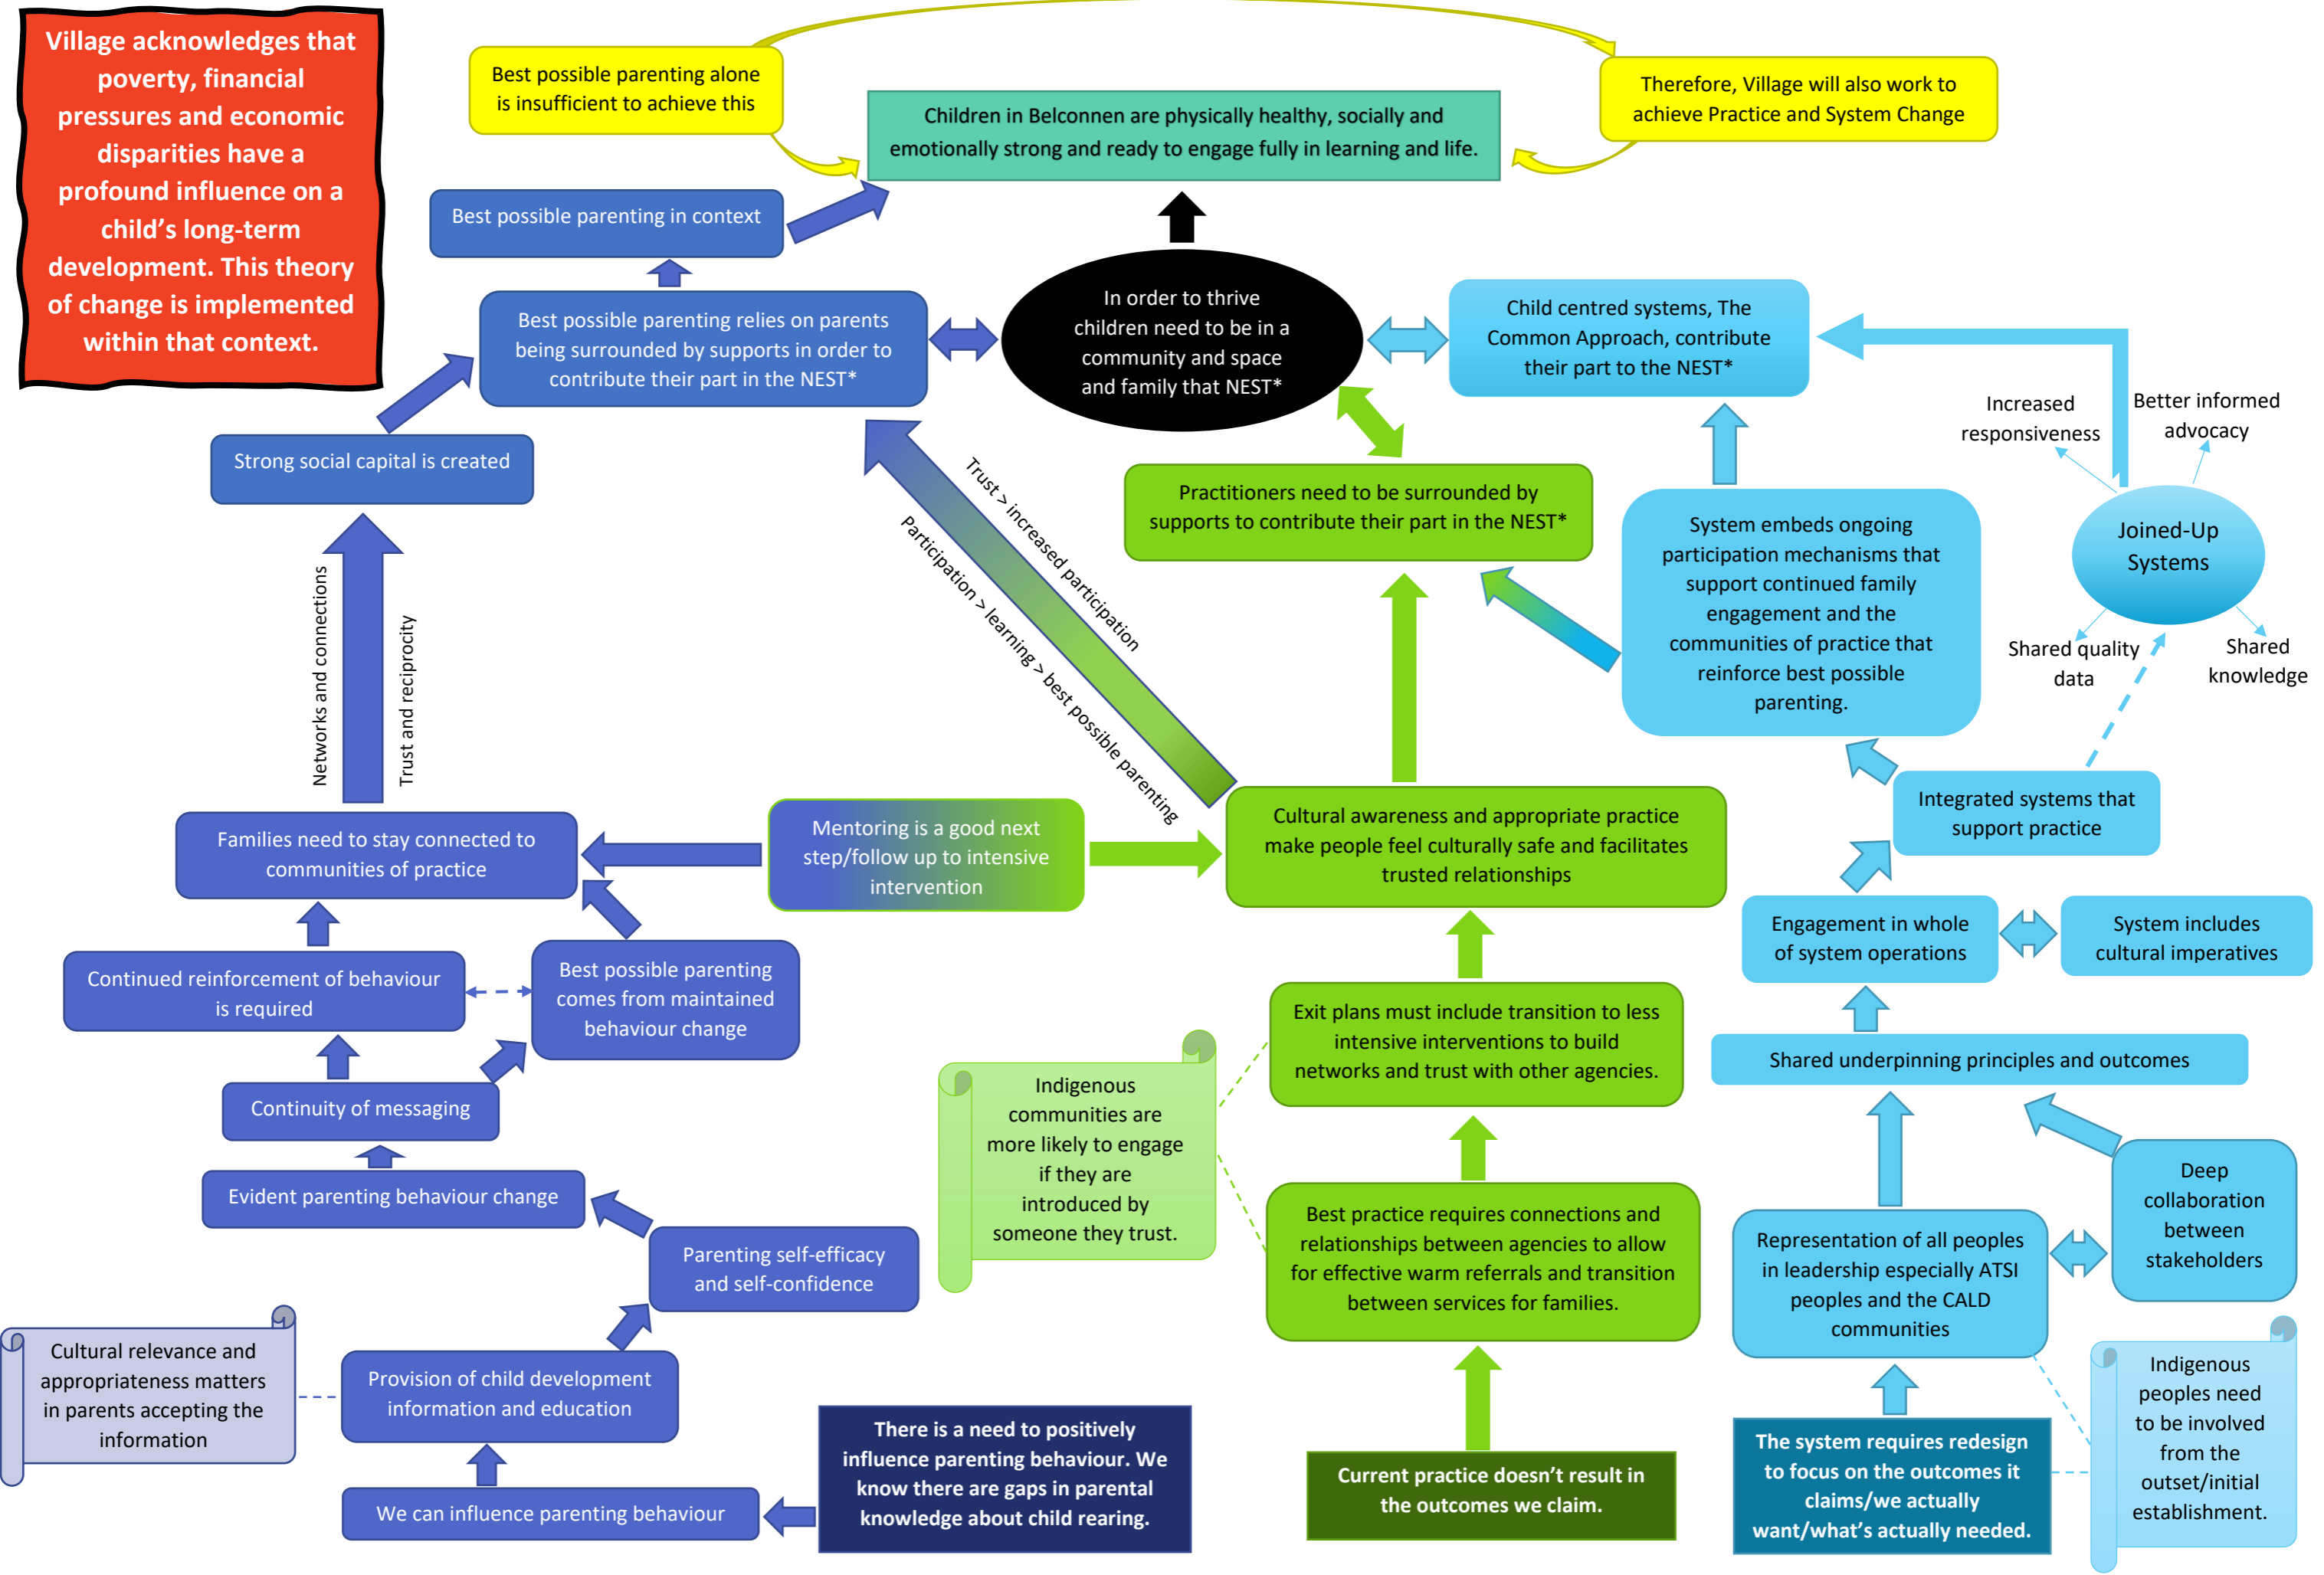 Village acknowledges that
poverty, financial
pressures and economic
disparities have a
profound influence on a
child's long-term
development. This theory
of change is implemented
within that context.
Best possible parenting alone
is insufficient to achieve this
Therefore, Village will also work to
achieve Practice and System Change
Children in Belconnen are physically healthy, socially and
emotionally strong and ready to engage fully in learning and life.
Best possible parenting in context
Best possible parenting relies on parents
being surrounded by supports in order to
contribute their part in the NEST*
In order to thrive
children need to be in a
community and space
and family that NEST*
Child centred systems, The
Common Approach, contribute
their part to the NEST*
Increased
responsiveness
Better informed
advocacy
Strong social capital is created
Trust > increased participation
Participation > learning > best possible parenting
Practitioners need to be surrounded by
supports to contribute their part in the NEST*
System embeds ongoing
participation mechanisms that
support continued family
engagement and the
communities of practice that
reinforce best possible
parenting.
Joined-Up
Systems
Shared quality
data
Shared
knowledge
Networks and connections
Trust and reciprocity
Families need to stay connected to
communities of practice
Mentoring is a good next
step/follow up to intensive
intervention
Cultural awareness and appropriate practice
make people feel culturally safe and facilitates
trusted relationships
Integrated systems that
support practice
Engagement in whole
of system operations
System includes
cultural imperatives
Continued reinforcement of behaviour
is required
Best possible parenting
comes from maintained
behaviour change
Exit plans must include transition to less
intensive interventions to build
networks and trust with other agencies.
Shared underpinning principles and outcomes
Continuity of messaging
Indigenous
communities are
more likely to engage
if they are
introduced by
someone they trust.
Evident parenting behaviour change
Best practice requires connections and
relationships between agencies to allow
for effective warm referrals and transition
between services for families.
Deep
collaboration
between
stakeholders
Representation of all peoples
in leadership especially ATSI
peoples and the CALD
communities
Parenting self-efficacy
and self-confidence
Cultural relevance and
appropriateness matters
in parents accepting the
information
Provision of child development
information and education
Indigenous
peoples need
to be involved
from the
outset/initial
establishment.
There is a need to positively
influence parenting behaviour. We
know there are gaps in parental
knowledge about child rearing.
We can influence parenting behaviour
Current practice doesn't result in
the outcomes we claim.
The system requires redesign
to focus on the outcomes it
claims/we actually
want/what's actually needed.